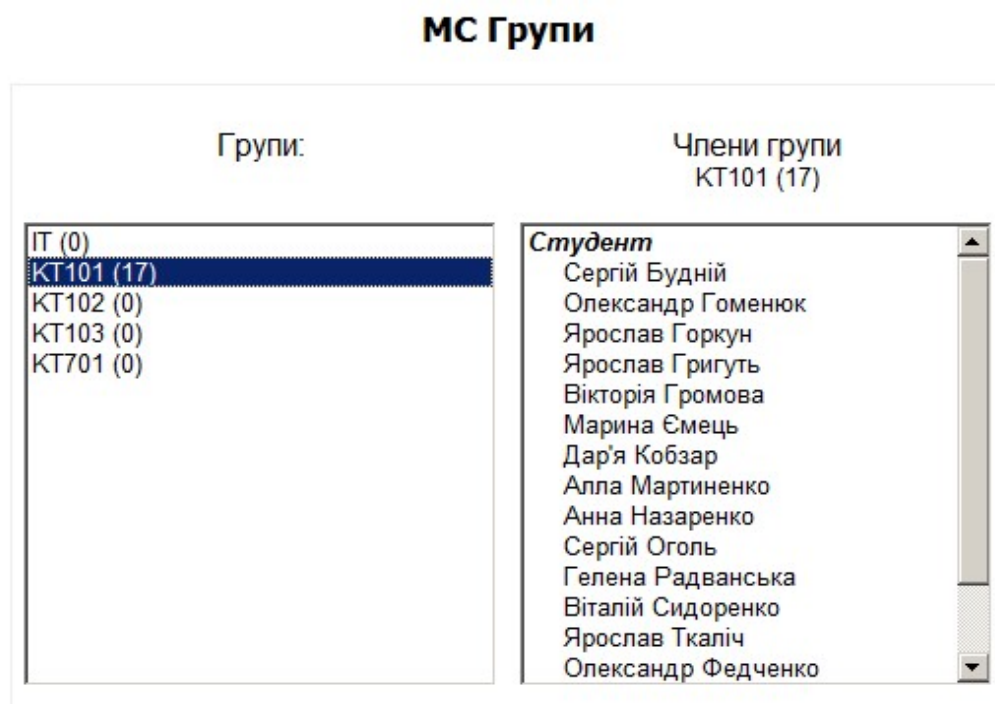 МС Групи
Групи:
Члени групи
КТ101 (17)
ІТ (0)
КТ101 (17)
КТ102 (0)
КТ103 (0)
КТ701 (0)
Студент
Сергій Будній
Олександр Гоменюк
Ярослав Горкун
Ярослав Григуть
Вікторія Громова
Марина Ємець
Дар'я Кобзар
Алла Мартиненко
Анна Назаренко
Сергій Оголь
Гелена Радванська
Віталій Сидоренко
Ярослав Ткаліч
Олександр Федченко